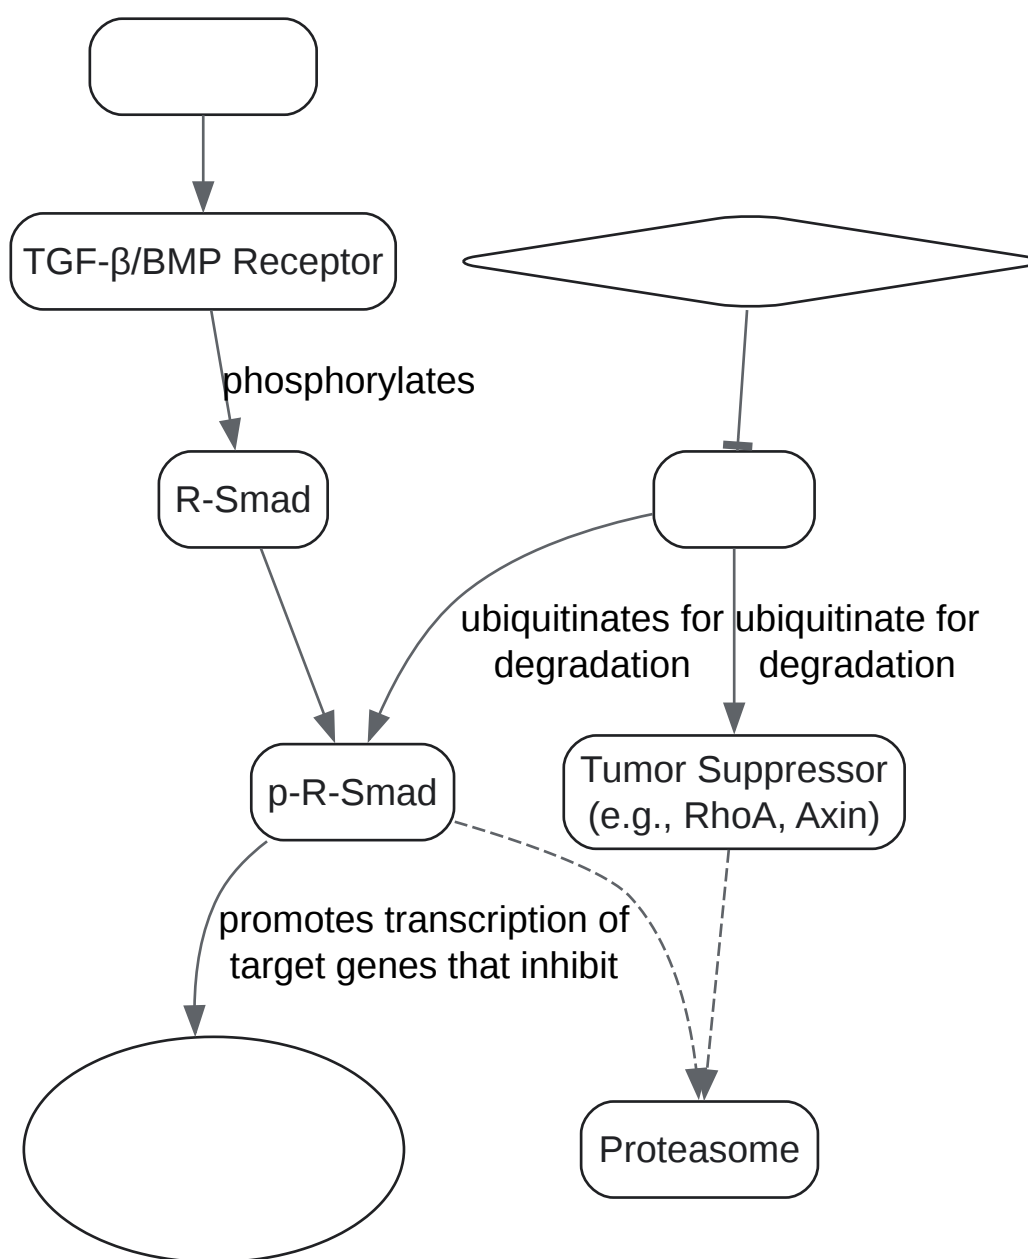 TGF-β/BMP Receptor
phosphorylates
R-Smad
ubiquitinates for
degradation
ubiquitinate for
degradation
p-R-Smad
Tumor Suppressor
(e.g., RhoA, Axin)
promotes transcription of
target genes that inhibit
Proteasome